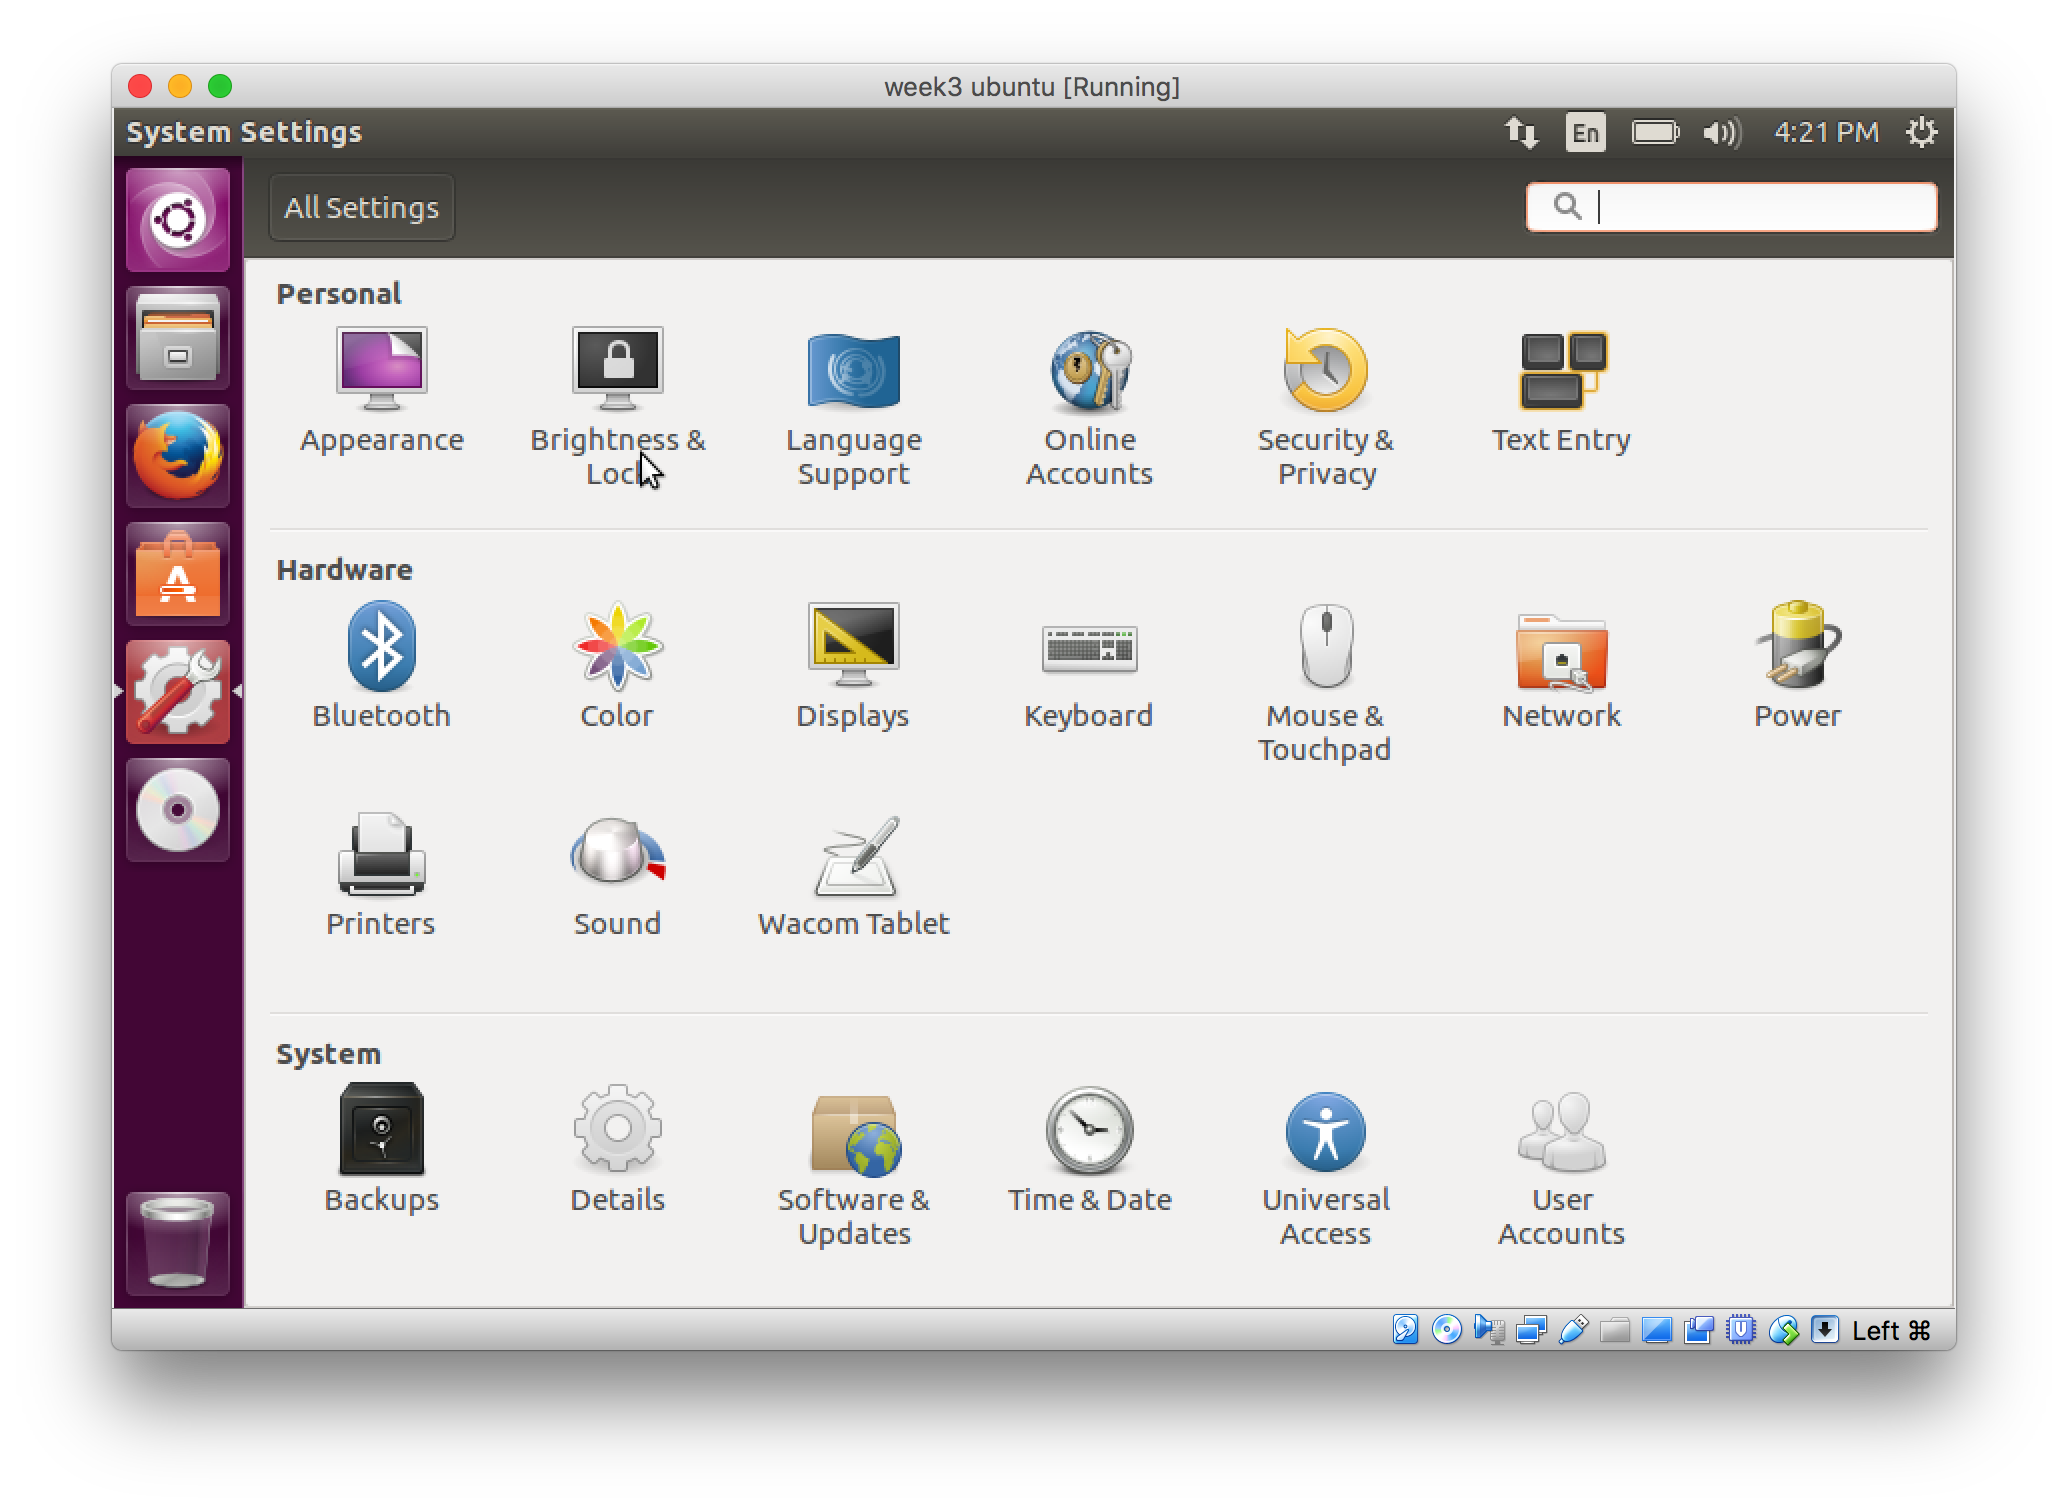 week3 ubuntu [Running]
System Settings
En
4:21 PM
All Settings
Personal
Appearance
Brightness &
Lock
Language
Support
Online
Accounts
Security &
Privacy
Text Entry
Hardware
Bluetooth
Color
Displays
Keyboard
Mouse &
Touchpad
Network
Power
Printers
Sound
Wacom Tablet
System
Backups
Details
Software &
Updates
Time & Date
Universal
Access
User
Accounts
Left ⌘